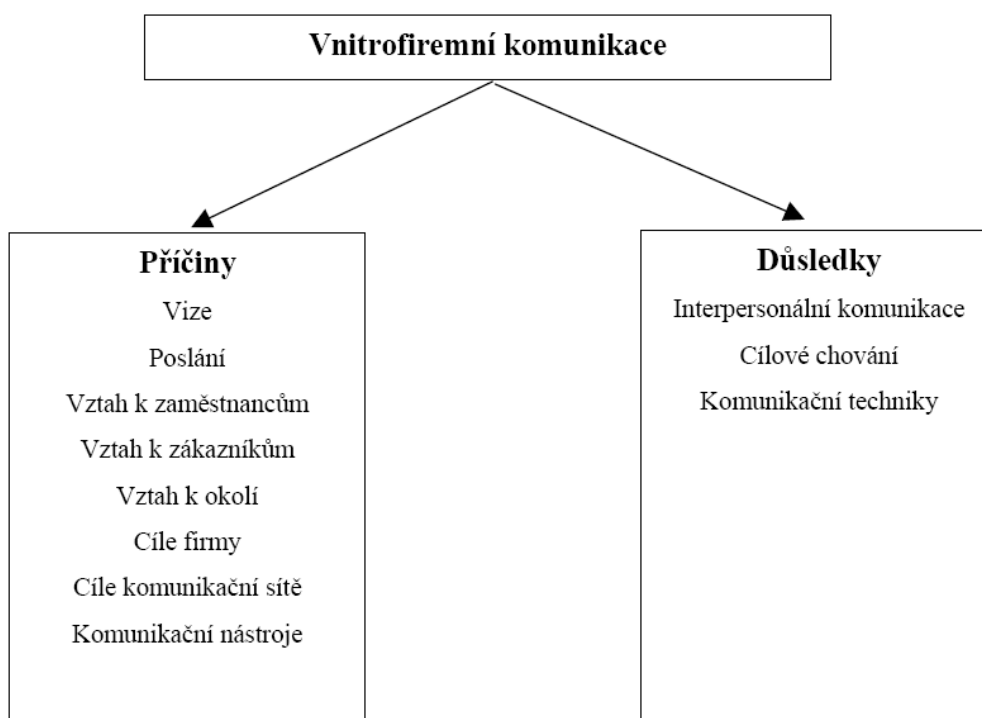 Vnitrofiremní komunikace
Příčiny
Vize
Poslání
Vztah k zaměstnancům
Vztah k zákazníkům
Vztah k okolí
Cíle firmy
Cíle komunikační sítě
Komunikační nástroje
Důsledky
Interpersonální komunikace
Cílové chování
Komunikační techniky